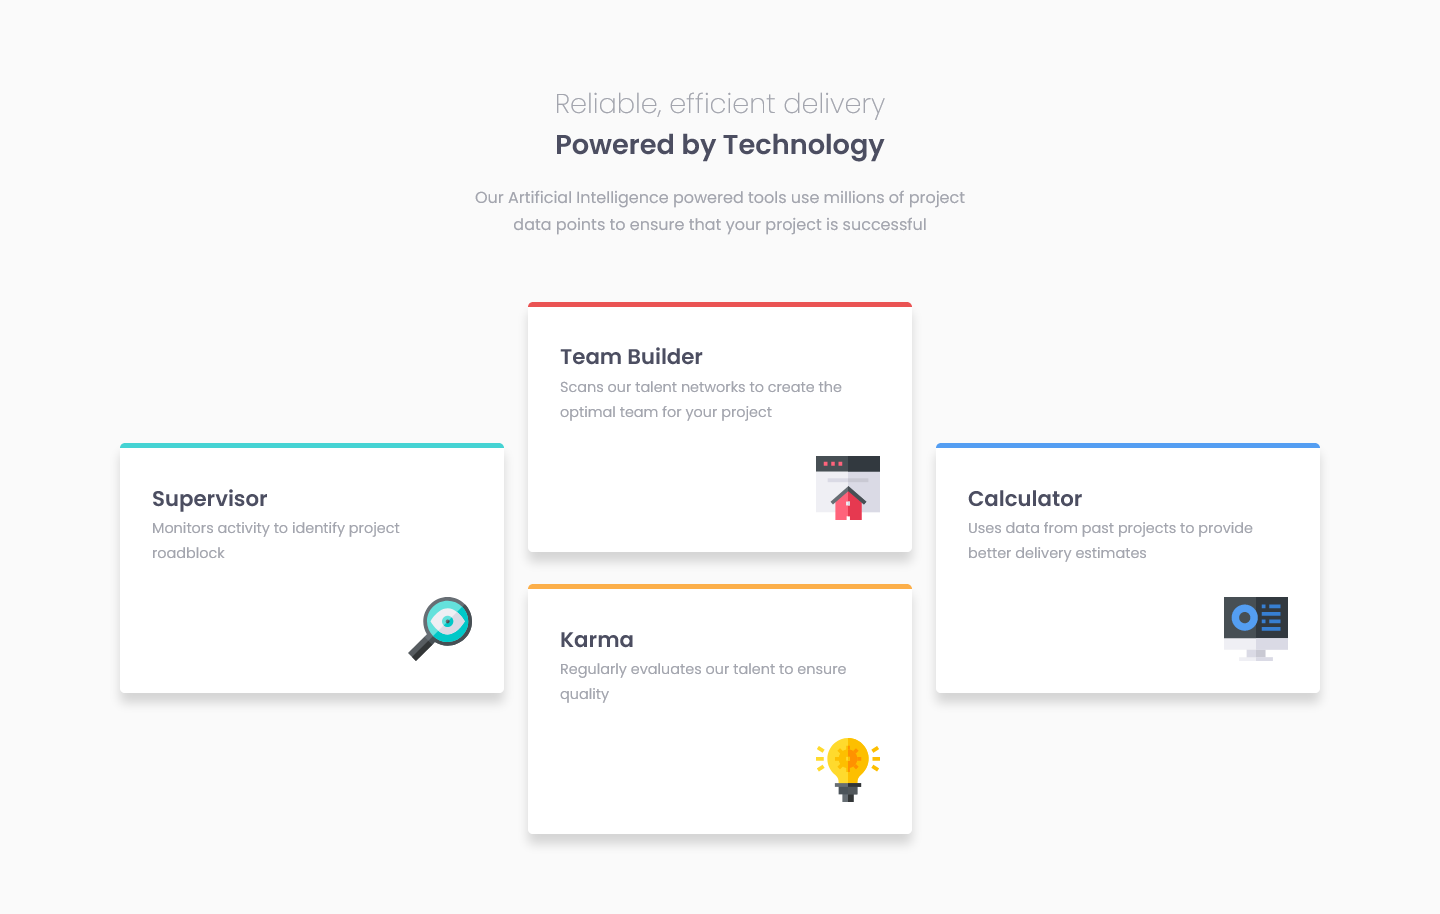 Reliable, efficient delivery
Powered by Technology
Our Artificial Intelligence powered tools use millions of project
data points to ensure that your project is successful
Supervisor
Monitors activity to identify project
roadblock
Team Builder
Scans our talent networks to create the
optimal team for your project
Karma
Regularly evaluates our talent to ensure
quality
Calculator
Uses data from past projects to provide
better delivery estimates